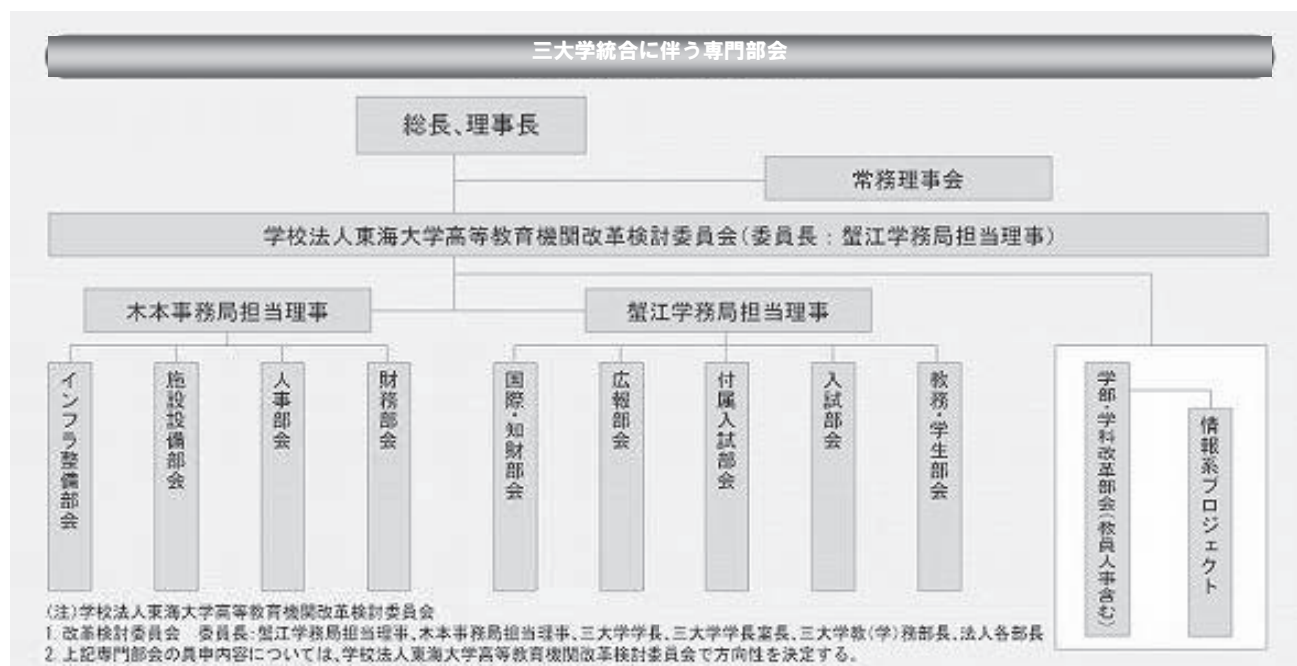 三大学統合に伴う専門部会
総長、理事長
常務理事会
学校法人東海大学高等教育機関改革検討委員会(委員長：蟹江学務局担当理事)
木本事務局担当理事
蟹江学務局担当理事
インフラ整備部会
施設設備部会
人事部会
財務部会
国際・知財部会
広報部会
付属入試部会
入試部会
教務・学生部会
学部・学科改革部会(教員人事含む)
情報系プロジェクト
(注)学校法人東海大学高等教育機関改革検討委員会
1. 改革検討委員会　委員長：蟹江学務局担当理事、木本事務局担当理事、三大学学長、三大学学長室長、三大学教(学)務部長、法人各部長
2. 上記専門部会の具申内容については、学校法人東海大学高等教育機関改革検討委員会で方向性を決定する。